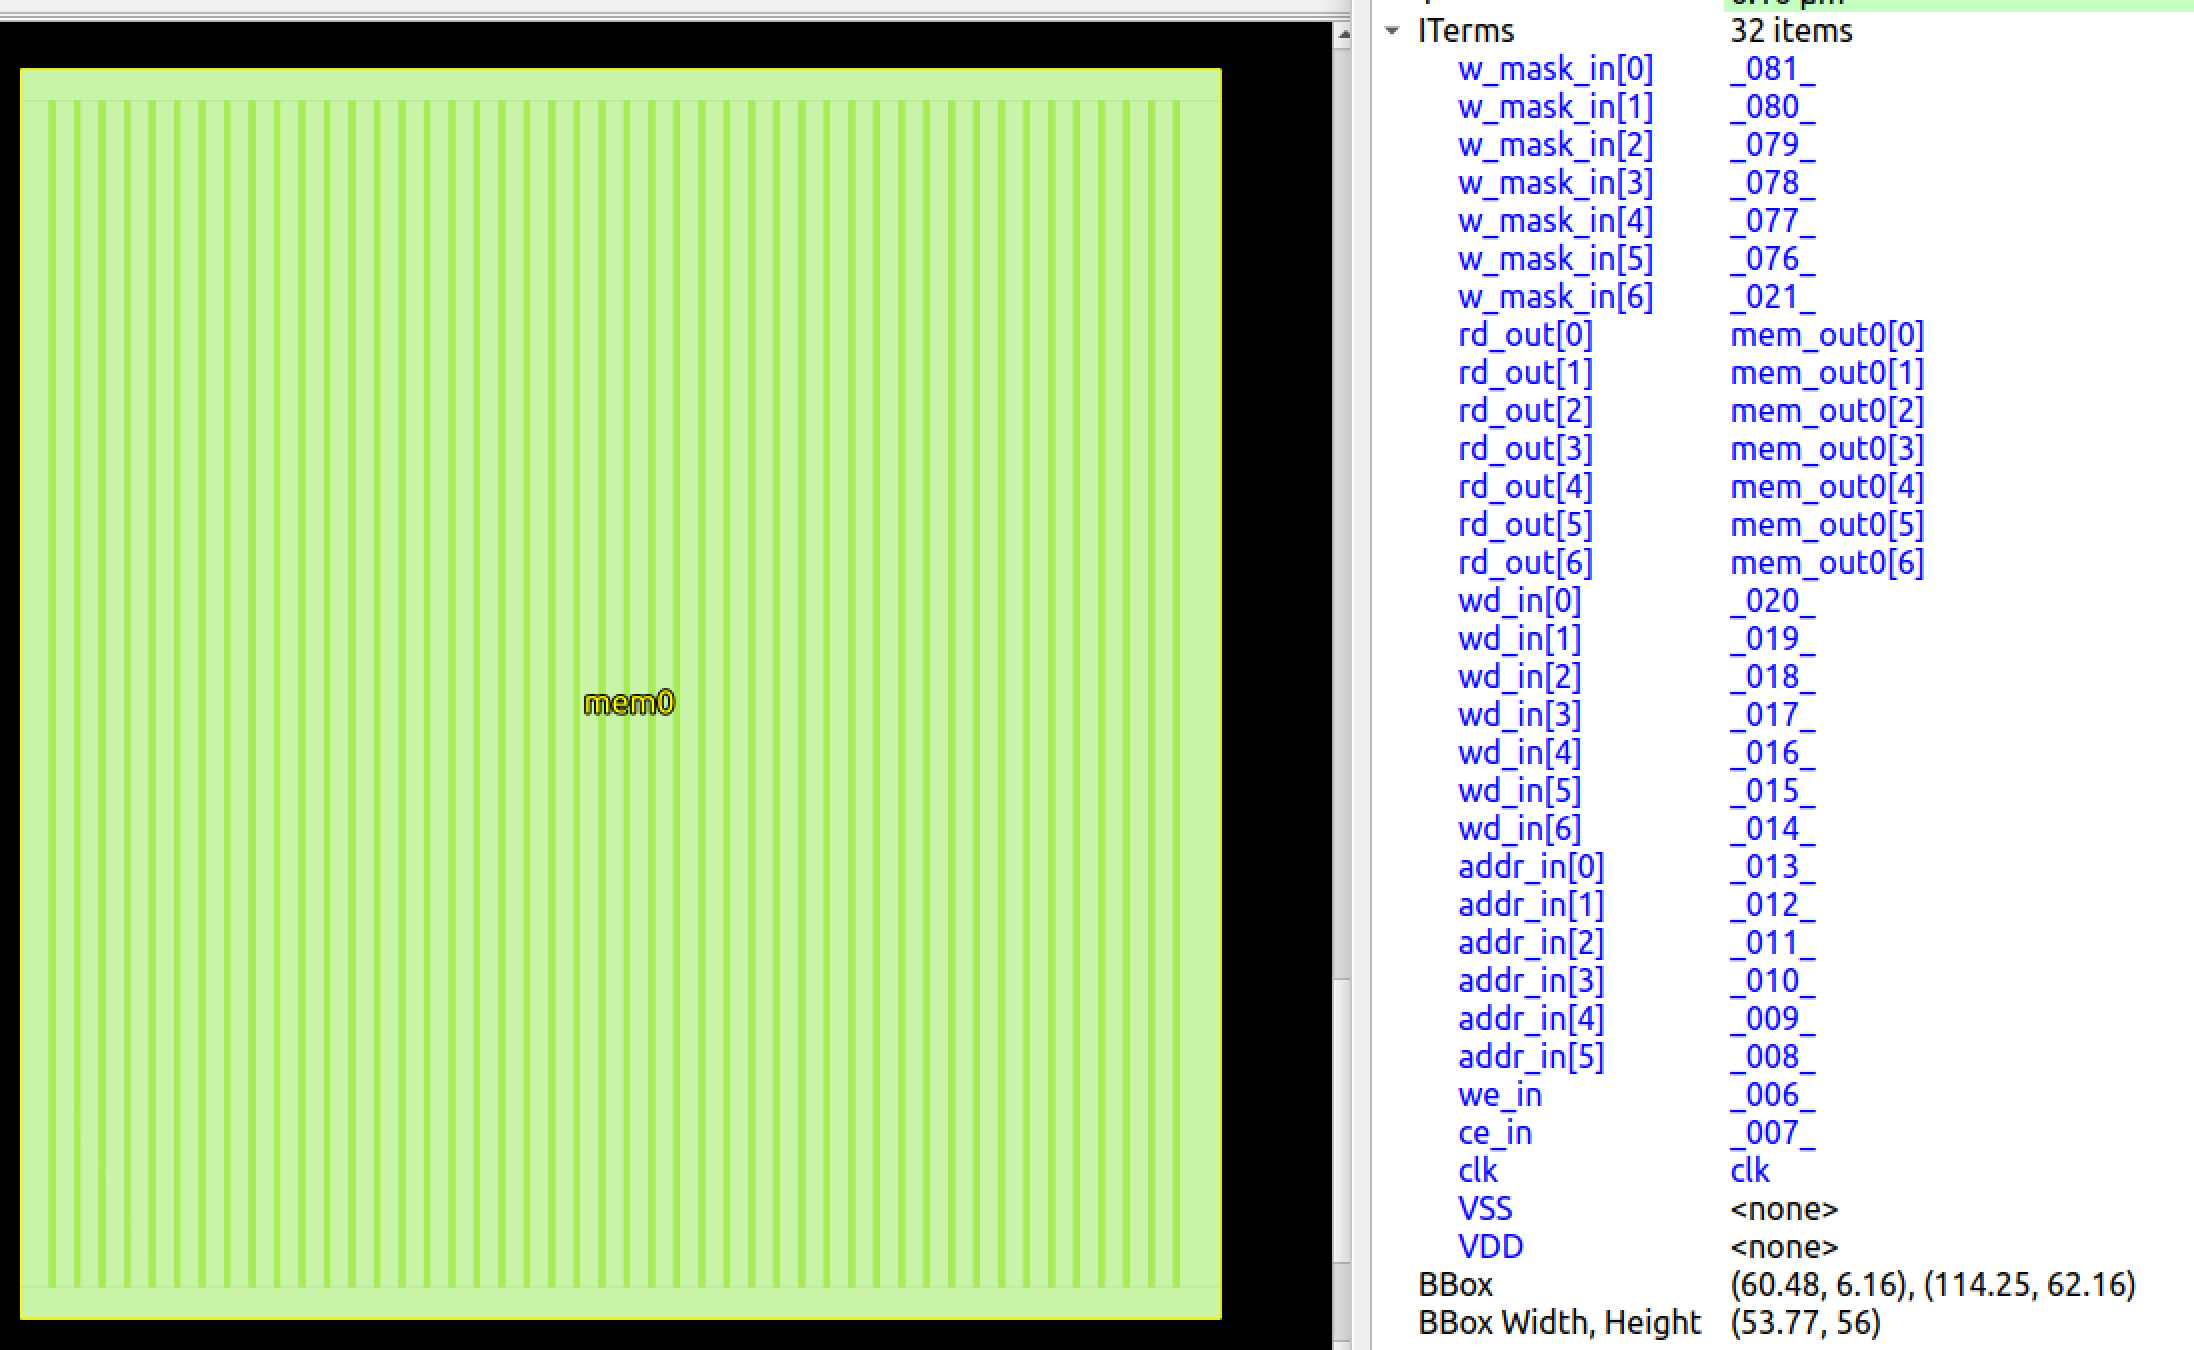 mem0
ITerms 32 items
w_mask_in[0] _081_
w_mask_in[1] _080_
w_mask_in[2] _079_
w_mask_in[3] _078_
w_mask_in[4] _077_
w_mask_in[5] _076_
w_mask_in[6] _021_
rd_out[0] mem_out0[0]
rd_out[1] mem_out0[1]
rd_out[2] mem_out0[2]
rd_out[3] mem_out0[3]
rd_out[4] mem_out0[4]
rd_out[5] mem_out0[5]
rd_out[6] mem_out0[6]
wd_in[0] _020_
wd_in[1] _019_
wd_in[2] _018_
wd_in[3] _017_
wd_in[4] _016_
wd_in[5] _015_
wd_in[6] _014_
addr_in[0] _013_
addr_in[1] _012_
addr_in[2] _011_
addr_in[3] _010_
addr_in[4] _009_
addr_in[5] _008_
we_in _006_
ce_in _007_
clk clk
VSS <none>
VDD <none>
BBox (60.48, 6.16), (114.25, 62.16)
BBox Width, Height (53.77, 56)